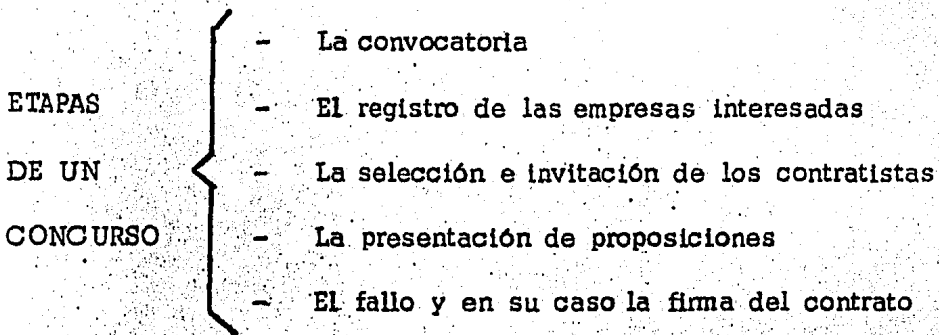 ETAPAS
DE UN
CONCURSO
- La convocatoria
- El registro de las empresas interesadas
- La selección e invitación de los contratistas
- La presentación de proposiciones
- El fallo y en su caso la firma del contrato